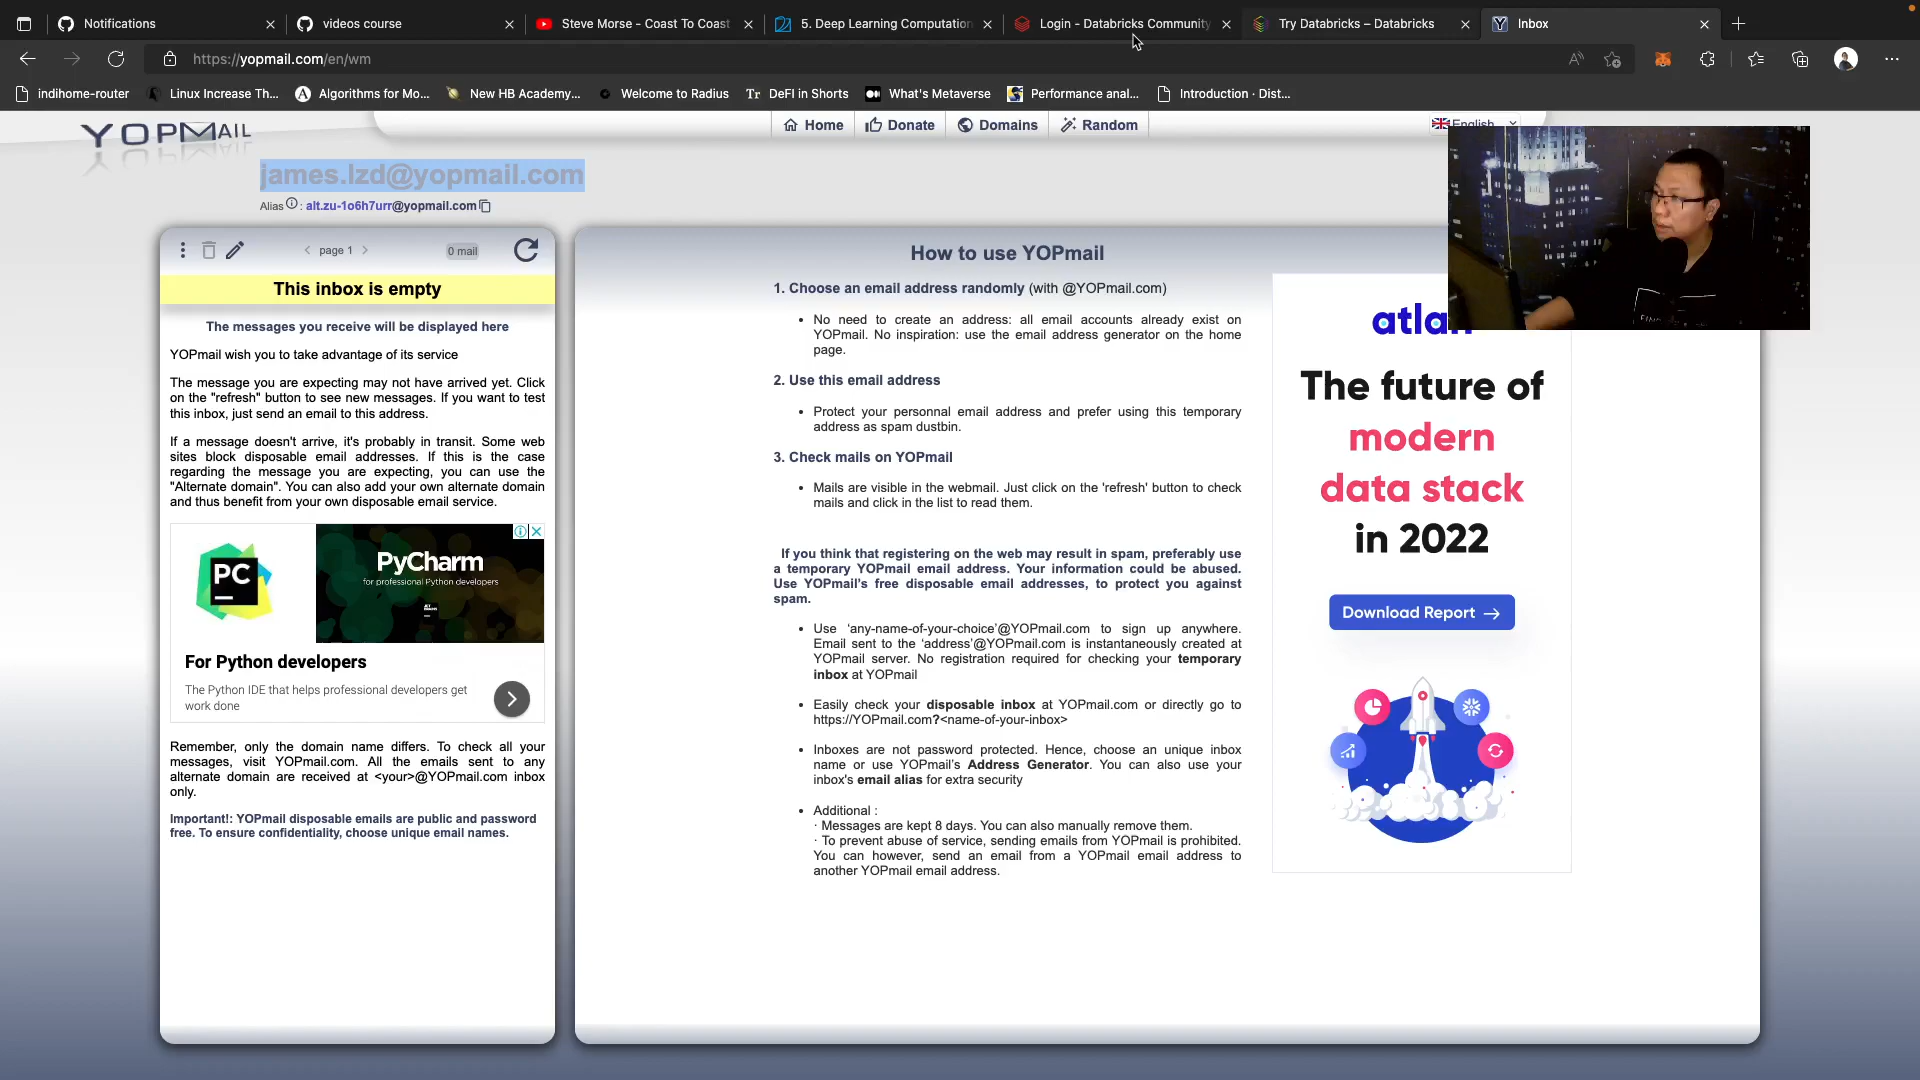 Notifications
videos course
Steve Morse - Coast To Coast
5. Deep Learning Computation
Login - Databricks Community
Try Databricks – Databricks
Inbox
https://yopmail.com/en/wm
indihome-router
Linux Increase Th...
Algorithms for Mo...
New HB Academy...
Welcome to Radius
Tr DeFI in Shorts
What's Metaverse
Performance anal...
Introduction · Dist...
YOPMAIL
Home
Donate
Domains
Random
English
james.lzd@yopmail.com
Alias : alt.zu-1o6h7urr@yopmail.com
page 1
0 mail
This inbox is empty
The messages you receive will be displayed here
YOPmail wish you to take advantage of its service
The message you are expecting may not have arrived yet. Click
on the "refresh" button to see new messages. If you want to test
this inbox, just send an email to this address.
If a message doesn't arrive, it's probably in transit. Some web
sites block disposable email addresses. If this is the case
regarding the message you are expecting, you can use the
"Alternate domain". You can also add your own alternate domain
and thus benefit from your own disposable email service.
PC
PyCharm
for professional Python developers
For Python developers
The Python IDE that helps professional developers get
work done
Remember, only the domain name differs. To check all your
messages, visit YOPmail.com. All the emails sent to any
alternate domain are received at <your>@YOPmail.com inbox
only.
Important!: YOPmail disposable emails are public and password
free. To ensure confidentiality, choose unique email names.
How to use YOPmail
1. Choose an email address randomly (with @YOPmail.com)
• No need to create an address: all email accounts already exist on
YOPmail. No inspiration: use the email address generator on the home
page.
2. Use this email address
• Protect your personnal email address and prefer using this temporary
address as spam dustbin.
3. Check mails on YOPmail
• Mails are visible in the webmail. Just click on the 'refresh' button to check
mails and click in the list to read them.
If you think that registering on the web may result in spam, preferably use
a temporary YOPmail email address. Your information could be abused.
Use YOPmail's free disposable email addresses, to protect you against
spam.
• Use ‘any-name-of-your-choice’@YOPmail.com to sign up anywhere.
Email sent to the ‘address’@YOPmail.com is instantaneously created at
YOPmail server. No registration required for checking your temporary
inbox at YOPmail
• Easily check your disposable inbox at YOPmail.com or directly go to
https://YOPmail.com?<name-of-your-inbox>
• Inboxes are not password protected. Hence, choose an unique inbox
name or use YOPmail's Address Generator. You can also use your
inbox's email alias for extra security
• Additional :
· Messages are kept 8 days. You can also manually remove them.
· To prevent abuse of service, sending emails from YOPmail is prohibited.
You can however, send an email from a YOPmail email address to
another YOPmail email address.
atlan
The future of
modern
data stack
in 2022
Download Report →